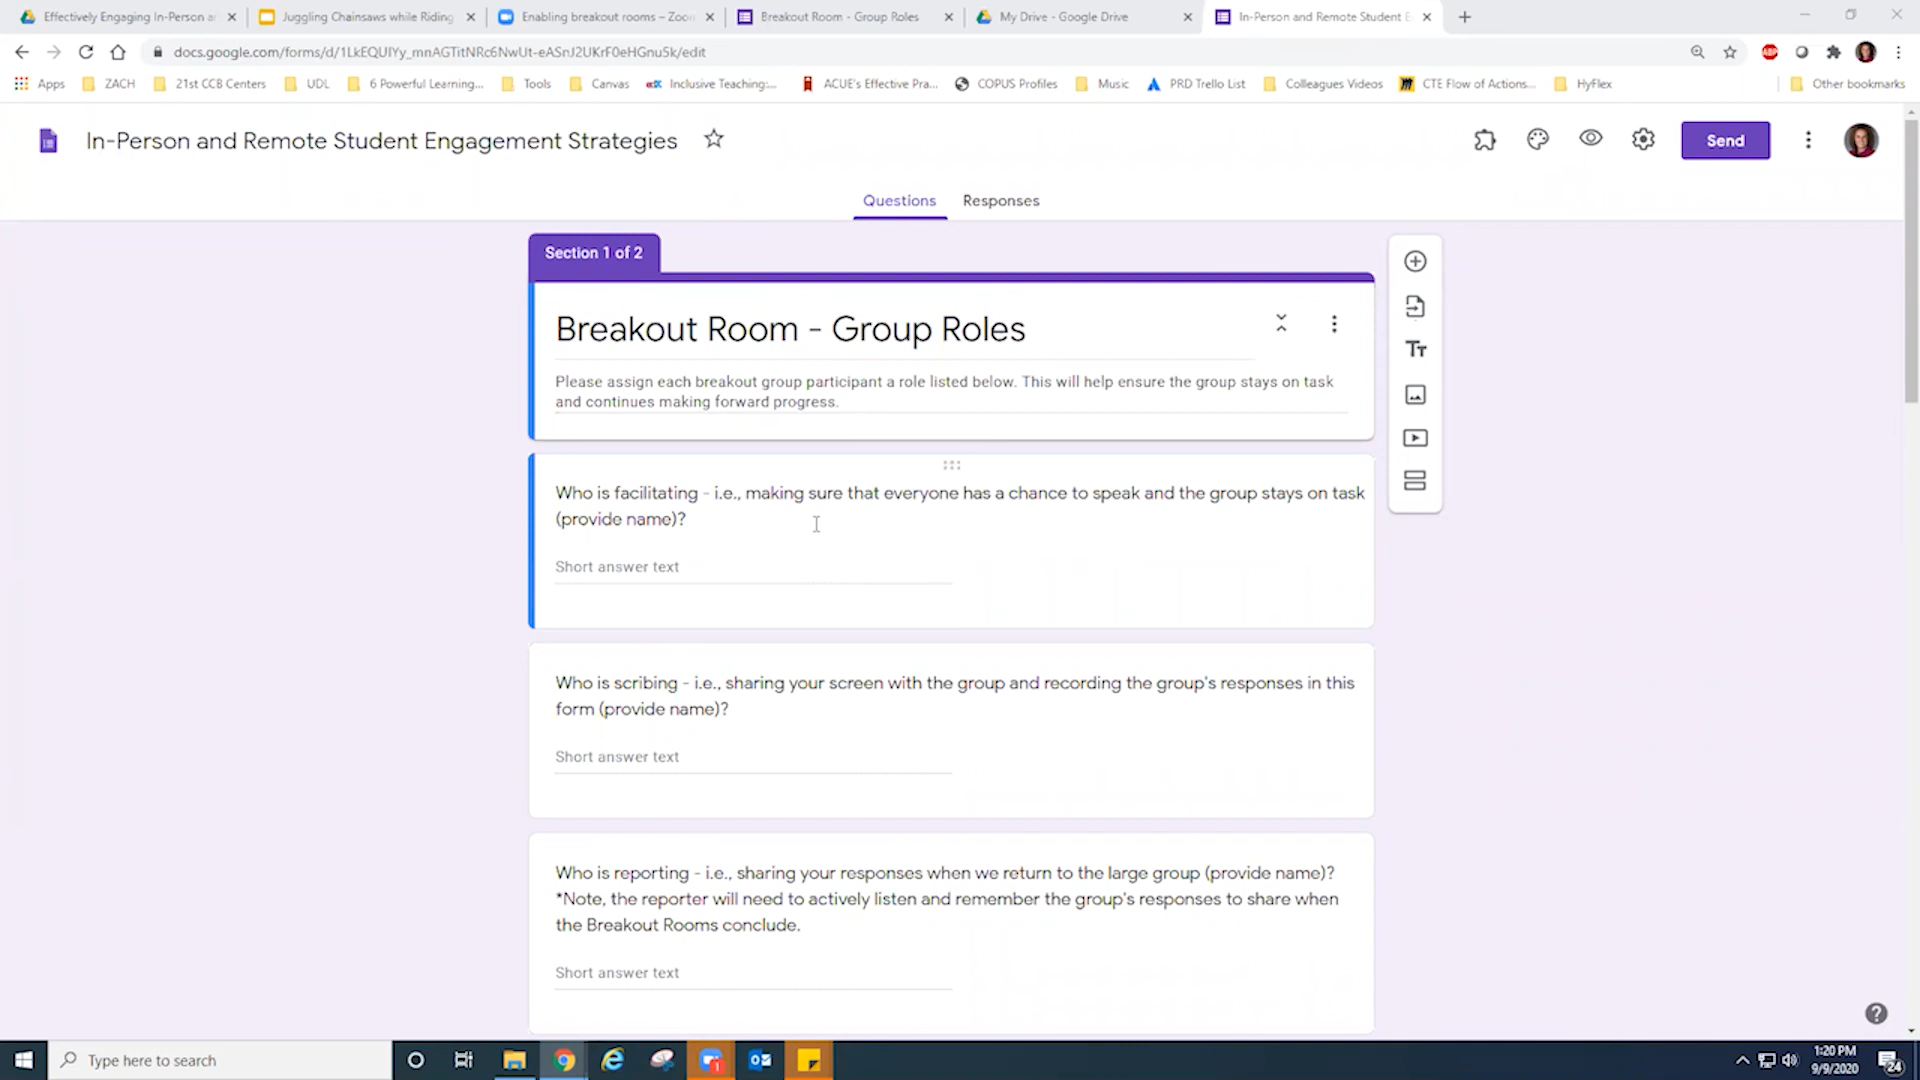 Effectively Engaging In-Person a
Juggling Chainsaws while Riding
Enabling breakout rooms – Zoom
Breakout Room - Group Roles
My Drive - Google Drive
In-Person and Remote Student E
docs.google.com/forms/d/1LkEQUIYy_mnAGTitNRc6NwUt-eASnJ2UKrF0eHGnu5k/edit
Apps
ZACH
21st CCB Centers
UDL
6 Powerful Learning...
Tools
Canvas
Inclusive Teaching:...
ACUE's Effective Pra...
COPUS Profiles
Music
PRD Trello List
Colleagues Videos
CTE Flow of Actions...
HyFlex
Other bookmarks
In-Person and Remote Student Engagement Strategies
Send
Questions
Responses
Section 1 of 2
Breakout Room - Group Roles
Please assign each breakout group participant a role listed below. This will help ensure the group stays on task
and continues making forward progress.
Who is facilitating - i.e., making sure that everyone has a chance to speak and the group stays on task
(provide name)?
Short answer text
Who is scribing - i.e., sharing your screen with the group and recording the group's responses in this
form (provide name)?
Short answer text
Who is reporting - i.e., sharing your responses when we return to the large group (provide name)?
*Note, the reporter will need to actively listen and remember the group's responses to share when
the Breakout Rooms conclude.
Short answer text
Type here to search
1:20 PM
9/9/2020
24